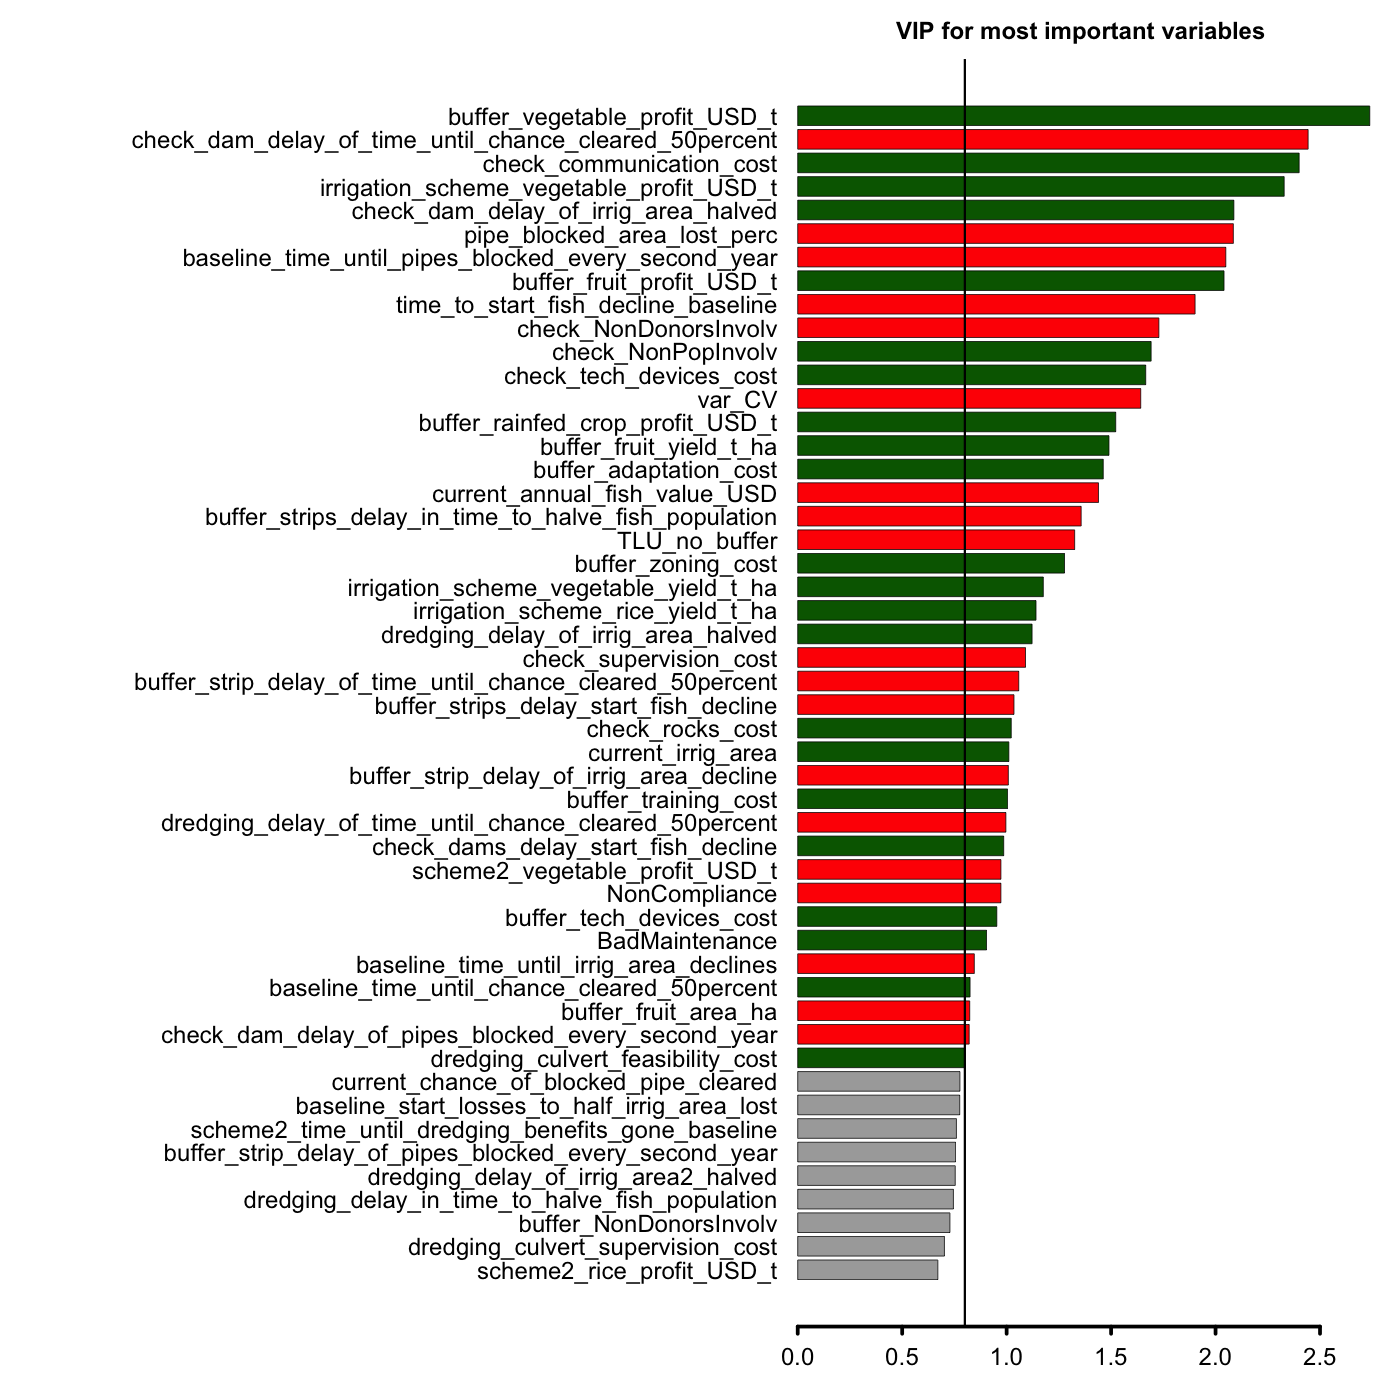 VIP for most important variables
buffer_vegetable_profit_USD_t
check_dam_delay_of_time_until_chance_cleared_50percent
check_communication_cost
irrigation_scheme_vegetable_profit_USD_t
check_dam_delay_of_irrig_area_halved
pipe_blocked_area_lost_perc
baseline_time_until_pipes_blocked_every_second_year
buffer_fruit_profit_USD_t
time_to_start_fish_decline_baseline
check_NonDonorsInvolv
check_NonPopInvolv
check_tech_devices_cost
var_CV
buffer_rainfed_crop_profit_USD_t
buffer_fruit_yield_t_ha
buffer_adaptation_cost
current_annual_fish_value_USD
buffer_strips_delay_in_time_to_halve_fish_population
TLU_no_buffer
buffer_zoning_cost
irrigation_scheme_vegetable_yield_t_ha
irrigation_scheme_rice_yield_t_ha
dredging_delay_of_irrig_area_halved
check_supervision_cost
buffer_strip_delay_of_time_until_chance_cleared_50percent
buffer_strips_delay_start_fish_decline
check_rocks_cost
current_irrig_area
buffer_strip_delay_of_irrig_area_decline
buffer_training_cost
dredging_delay_of_time_until_chance_cleared_50percent
check_dams_delay_start_fish_decline
scheme2_vegetable_profit_USD_t
NonCompliance
buffer_tech_devices_cost
BadMaintenance
baseline_time_until_irrig_area_declines
baseline_time_until_chance_cleared_50percent
buffer_fruit_area_ha
check_dam_delay_of_pipes_blocked_every_second_year
dredging_culvert_feasibility_cost
current_chance_of_blocked_pipe_cleared
baseline_start_losses_to_half_irrig_area_lost
scheme2_time_until_dredging_benefits_gone_baseline
buffer_strip_delay_of_pipes_blocked_every_second_year
dredging_delay_of_irrig_area2_halved
dredging_delay_in_time_to_halve_fish_population
buffer_NonDonorsInvolv
dredging_culvert_supervision_cost
scheme2_rice_profit_USD_t
0.0 0.5 1.0 1.5 2.0 2.5